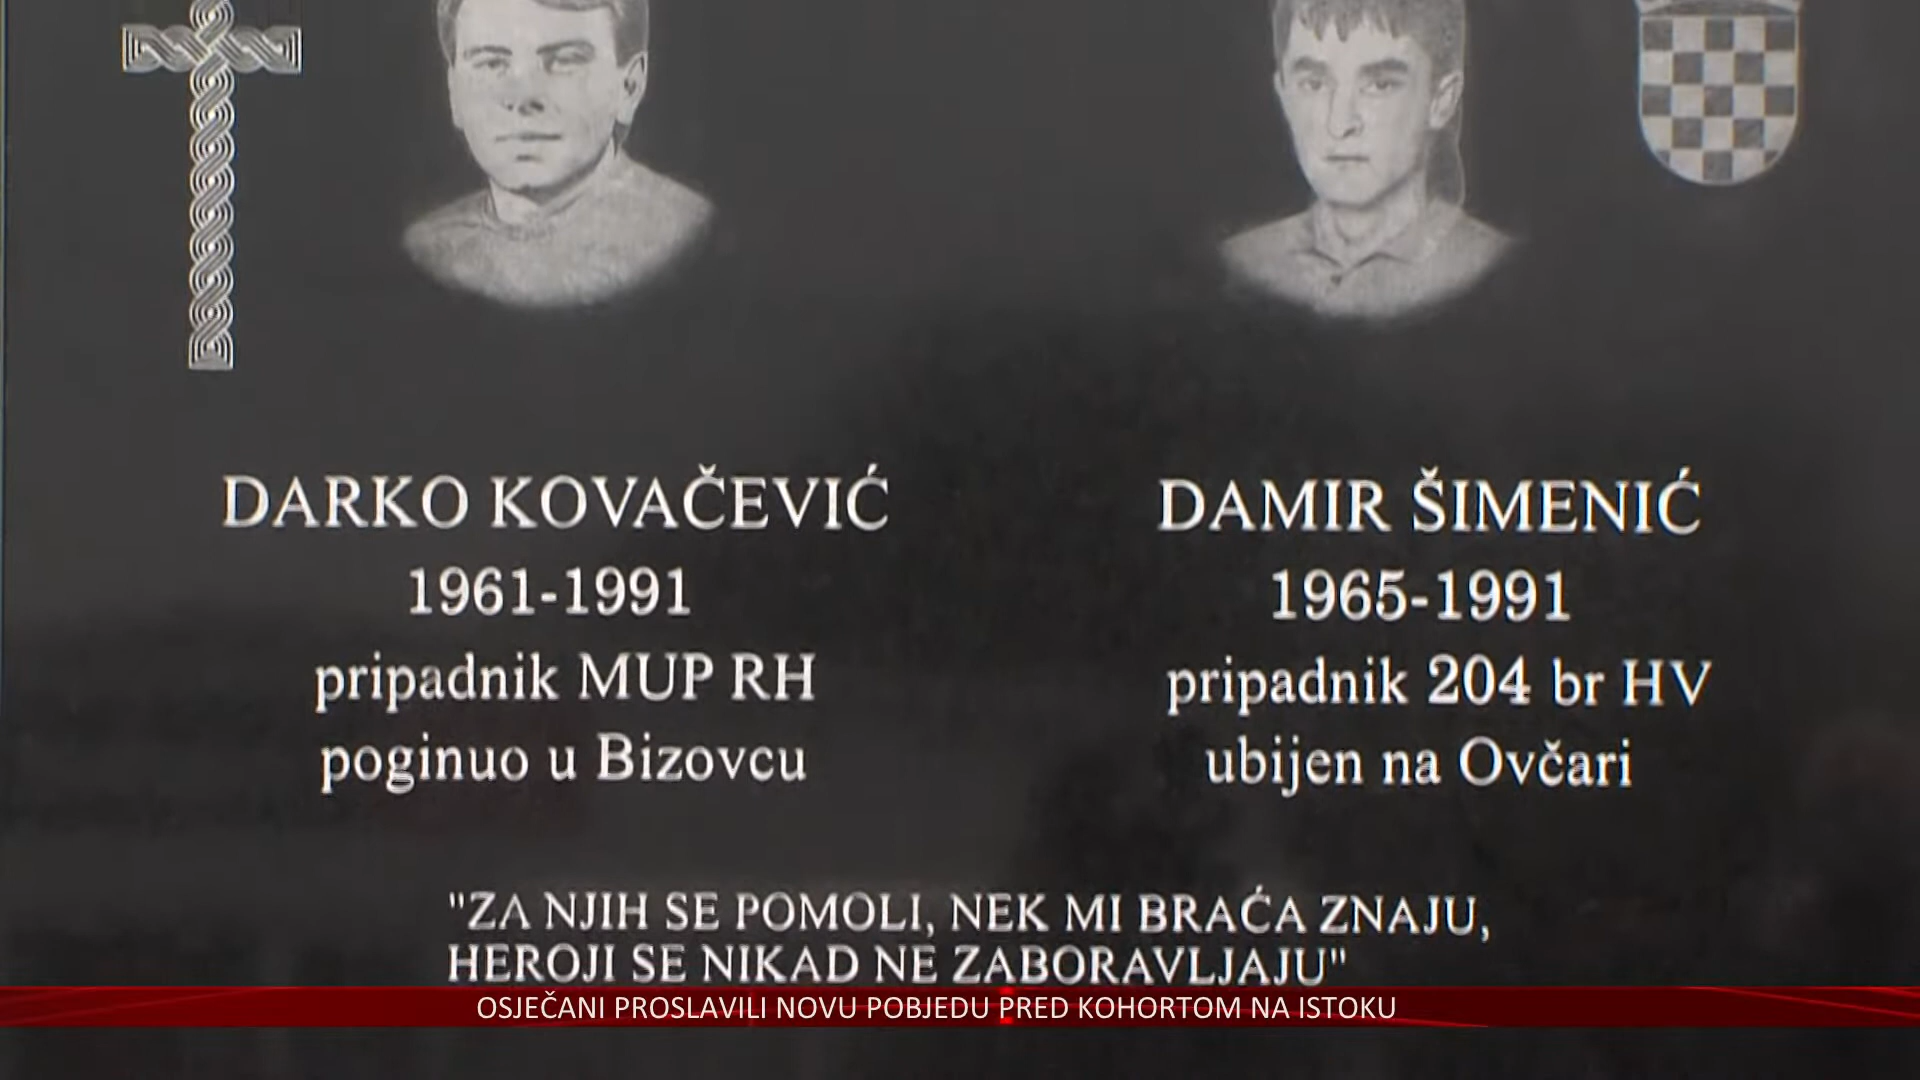 DARKO KOVAČEVIĆ
1961-1991
pripadnik MUP RH
poginuo u Bizovcu
DAMIR ŠIMENIĆ
1965-1991
pripadnik 204 br HV
ubijen na Ovčari
"ZA NJIH SE POMOLI, NEK MI BRAĆA ZNAJU,
HEROJI SE NIKAD NE ZABORAVLJAJU"
OSJEČANI PROSLAVILI NOVU POBJEDU PRED KOHORTOM NA ISTOKU